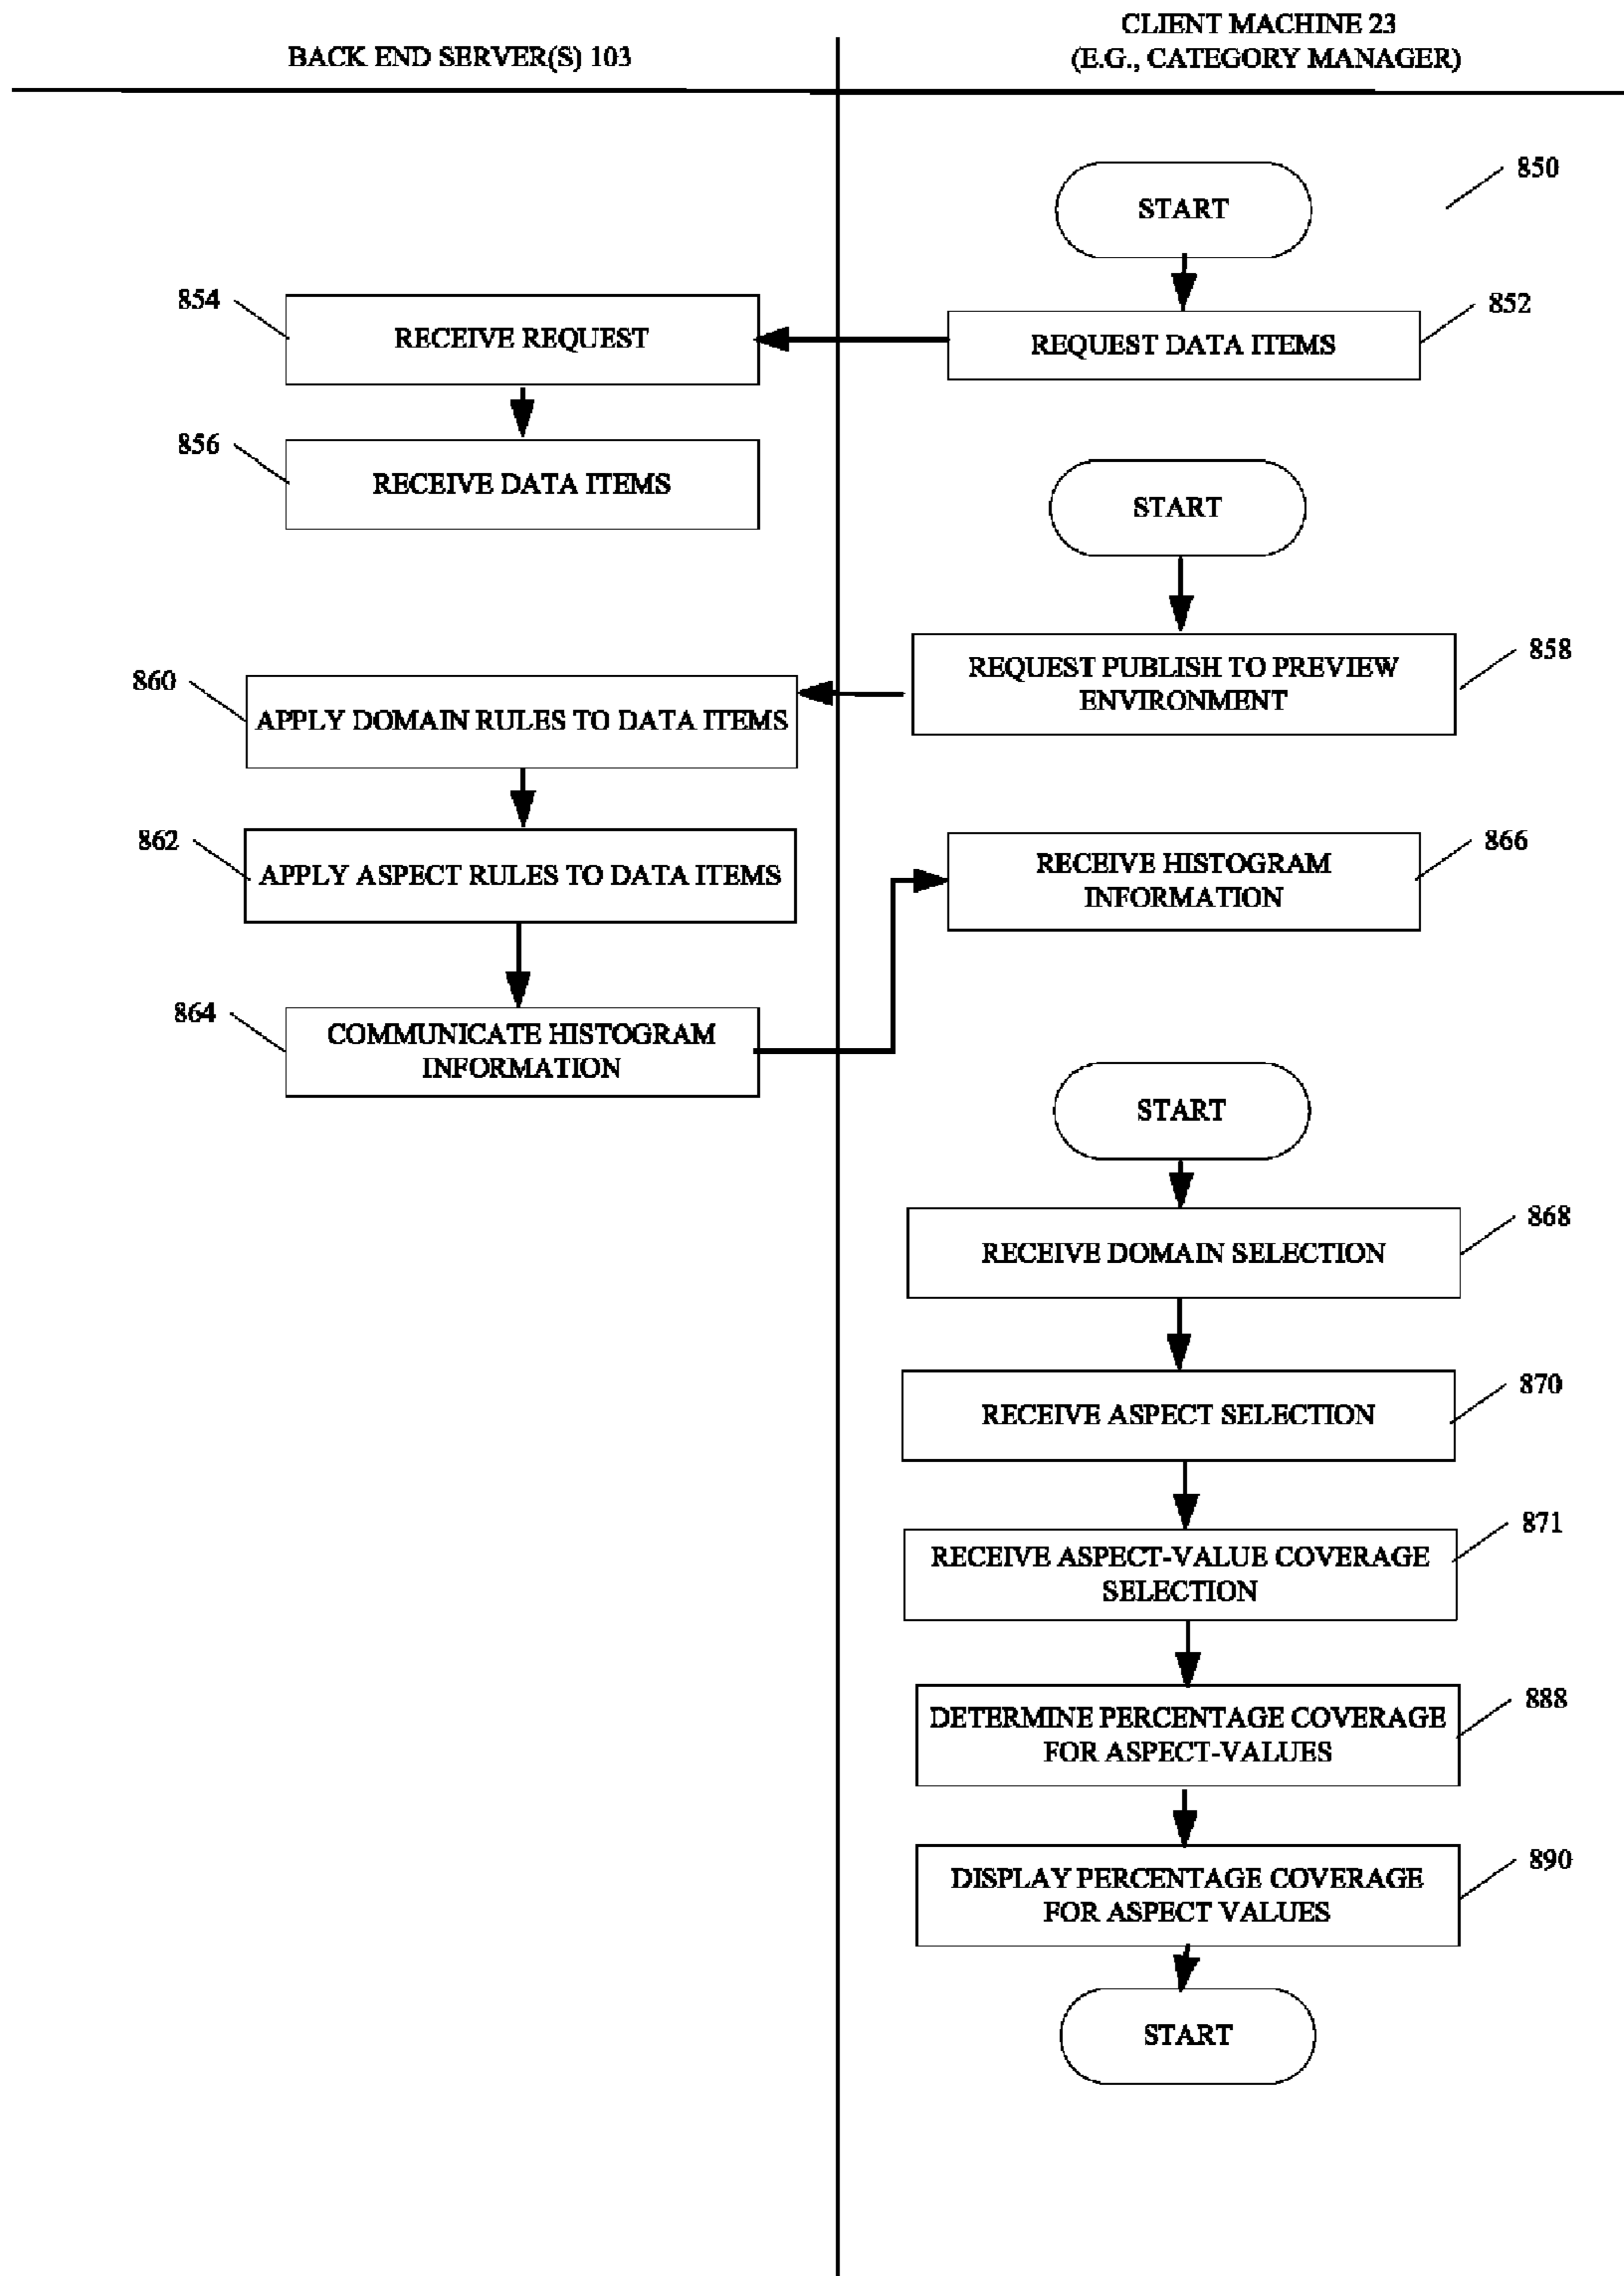 BACK END SERVER(S) 103
CLIENT MACHINE 23
(E.G., CATEGORY MANAGER)
850
START
854
RECEIVE REQUEST
852
REQUEST DATA ITEMS
856
RECEIVE DATA ITEMS
START
858
REQUEST PUBLISH TO PREVIEW
ENVIRONMENT
860
APPLY DOMAIN RULES TO DATA ITEMS
862
APPLY ASPECT RULES TO DATA ITEMS
866
RECEIVE HISTOGRAM
INFORMATION
864
COMMUNICATE HISTOGRAM
INFORMATION
START
868
RECEIVE DOMAIN SELECTION
870
RECEIVE ASPECT SELECTION
871
RECEIVE ASPECT-VALUE COVERAGE
SELECTION
888
DETERMINE PERCENTAGE COVERAGE
FOR ASPECT-VALUES
890
DISPLAY PERCENTAGE COVERAGE
FOR ASPECT VALUES
START